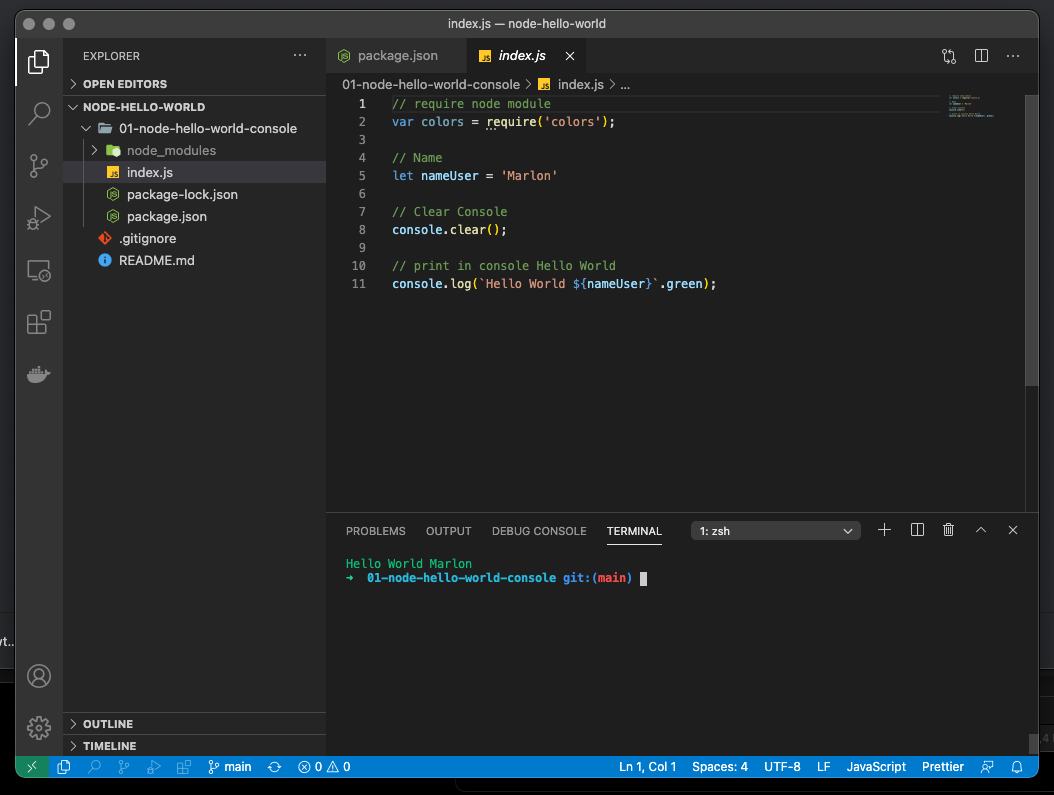 index.js — node-hello-world
EXPLORER
OPEN EDITORS
NODE-HELLO-WORLD
01-node-hello-world-console
node_modules
JS index.js
package-lock.json
package.json
.gitignore
README.md
OUTLINE
TIMELINE
package.json
JS index.js
01-node-hello-world-console > JS index.js > ...
1 // require node module
2 var colors = require('colors');
3
4 // Name
5 let nameUser = 'Marlon'
6
7 // Clear Console
8 console.clear();
9
10 // print in console Hello World
11 console.log(`Hello World ${nameUser}`.green);
PROBLEMS OUTPUT DEBUG CONSOLE TERMINAL 1: zsh
Hello World Marlon
➜ 01-node-hello-world-console git:(main)
main 0 0 Ln 1, Col 1 Spaces: 4 UTF-8 LF JavaScript Prettier